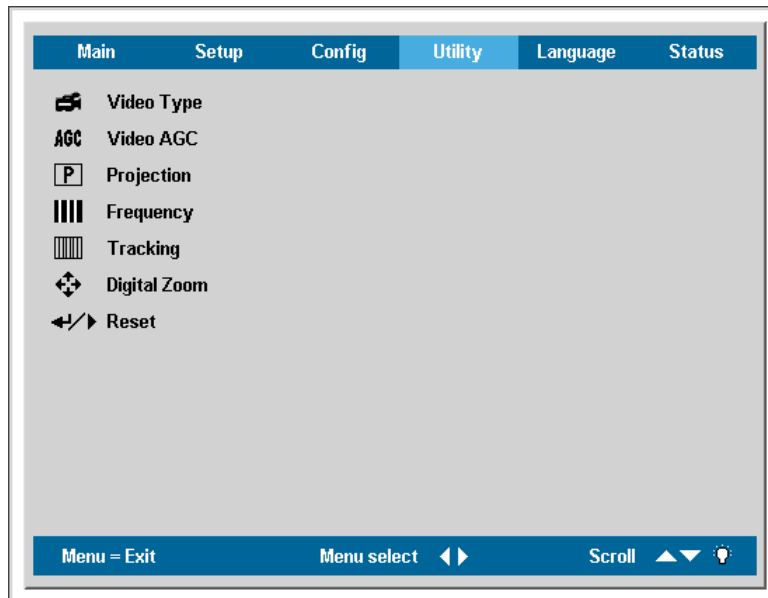 Main Setup Config Utility Language Status
Video Type
AGC Video AGC
P Projection
Frequency
Tracking
Digital Zoom
Reset
Menu = Exit Menu select Scroll